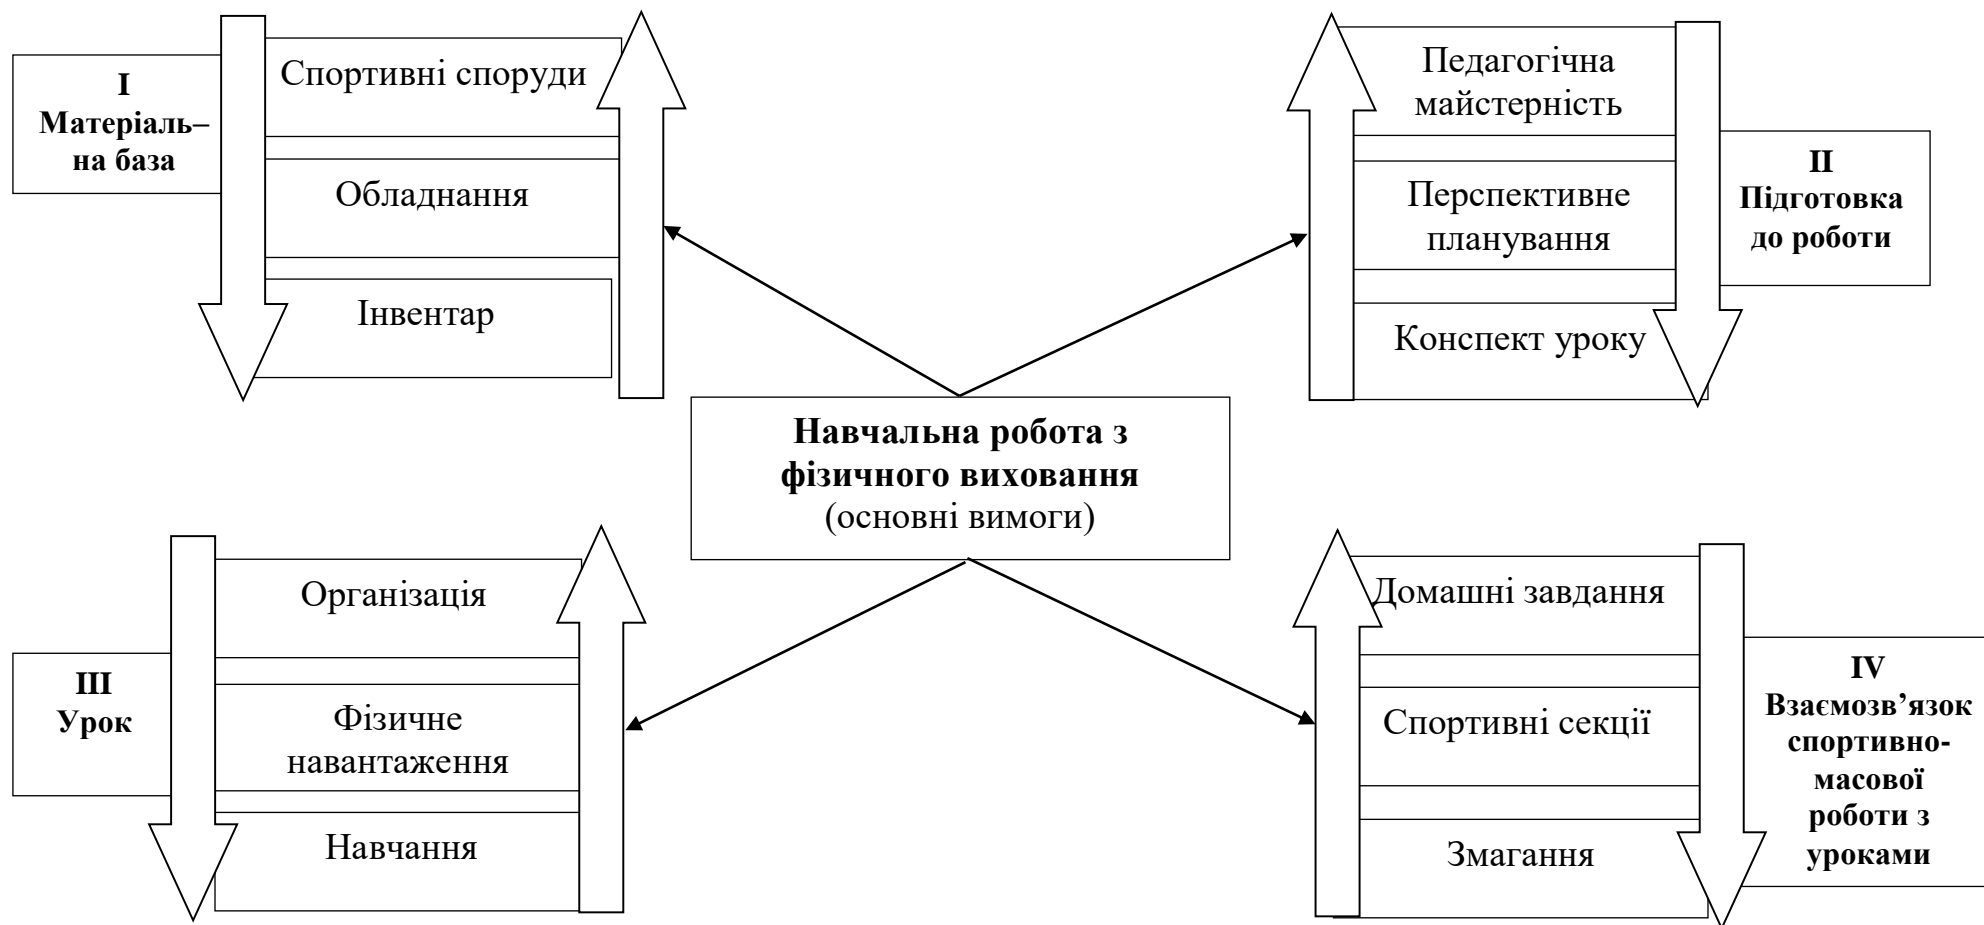 I
Матеріаль–
на база
Спортивні споруди
Обладнання
Інвентар
Педагогічна
майстерність
Перспективне
планування
Конспект уроку
II
Підготовка
до роботи
Навчальна робота з
фізичного виховання
(основні вимоги)
III
Урок
Організація
Фізичне
навантаження
Навчання
Домашні завдання
Спортивні секції
Змагання
IV
Взаємозв’язок
спортивно-
масової
роботи з
уроками